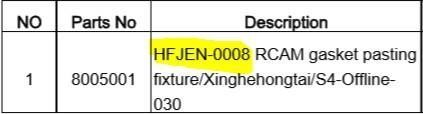 NO Parts No Description
HFJEN-0008 RCAM gasket pasting
1 8005001 fixture/Xinghehongtai/S4-Offline-
030